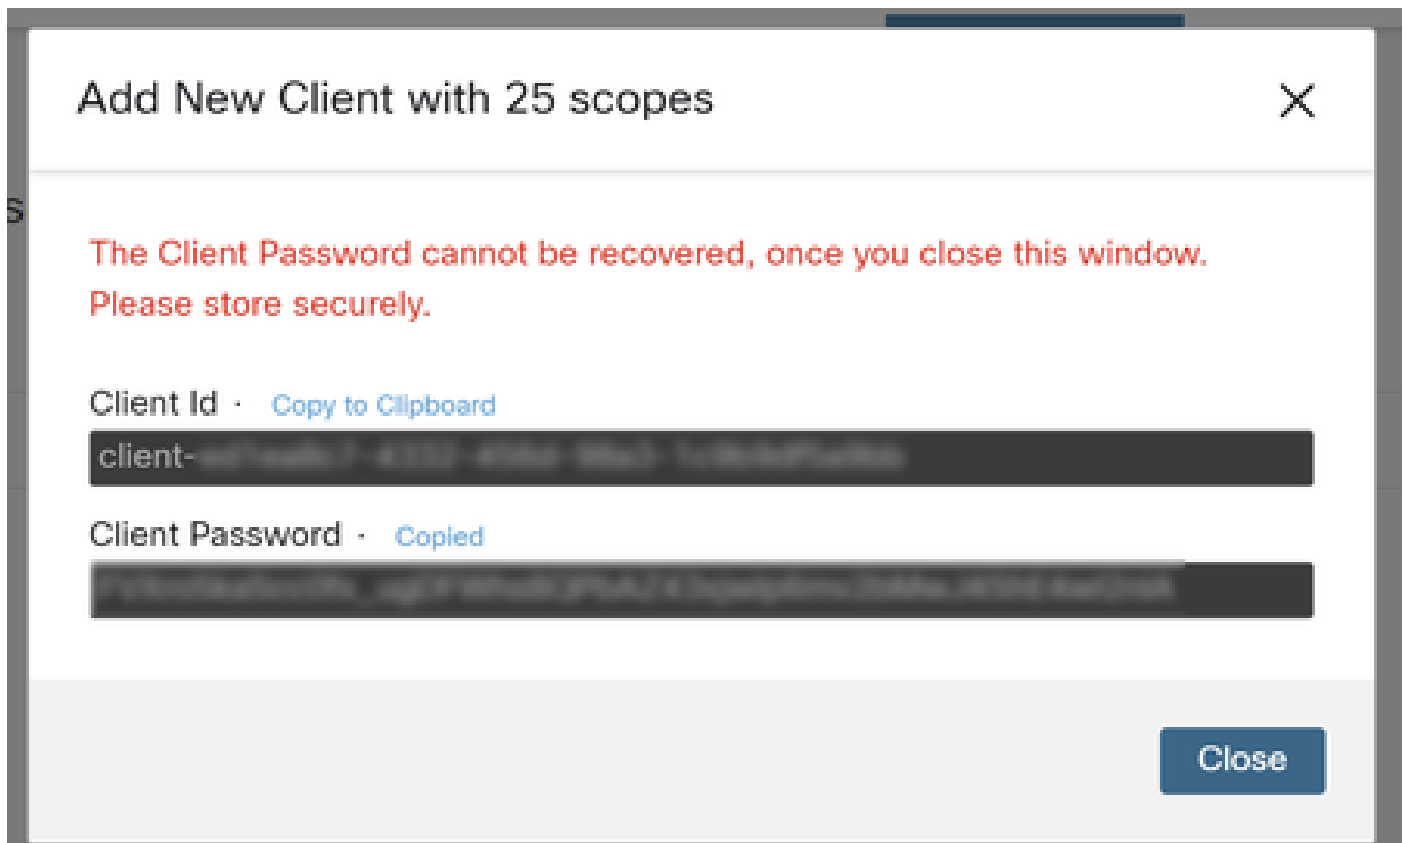 Add New Client with 25 scopes
s
The Client Password cannot be recovered, once you close this window.
Please store securely.
Client Id · Copy to Clipboard
client-
Client Password · Copied
Close